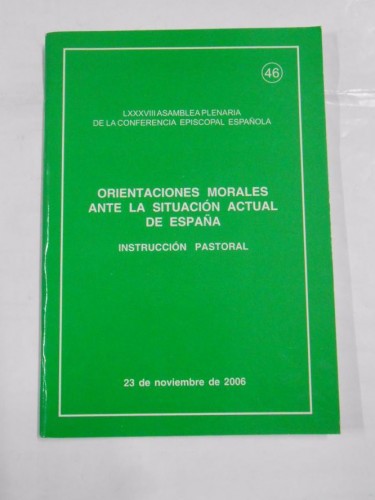 46
LXXXVIII ASAMBLEA PLENARIA
DE LA CONFERENCIA EPISCOPAL ESPAÑOLA
ORIENTACIONES MORALES
ANTE LA SITUACIÓN ACTUAL
DE ESPAÑA
INSTRUCCIÓN PASTORAL
23 de noviembre de 2006